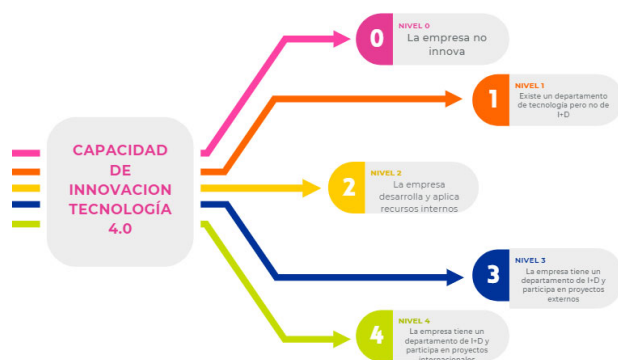 CAPACIDAD
DE
INNOVACION
TECNOLOGÍA
4.0
0
NIVEL 0
La empresa no
innova
1
NIVEL 1
Existe un departamento
de tecnología pero no de
I+D
2
NIVEL 2
La empresa
desarrolla y aplica
recursos internos
3
NIVEL 3
La empresa tiene un
departamento de I+D y
participa en proyectos
externos
4
NIVEL 4
La empresa tiene un
departamento de I+D y
participa en proyectos
internacionales